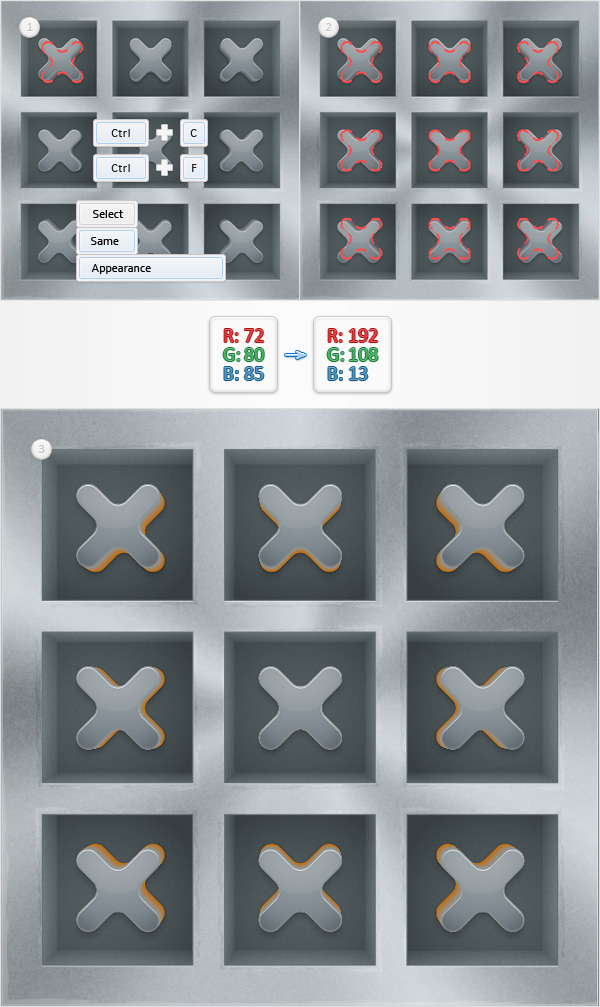 1
2
Ctrl + C
Ctrl + F
Select
Same
Appearance
R: 72
G: 80
B: 85
R: 192
G: 108
B: 13
3